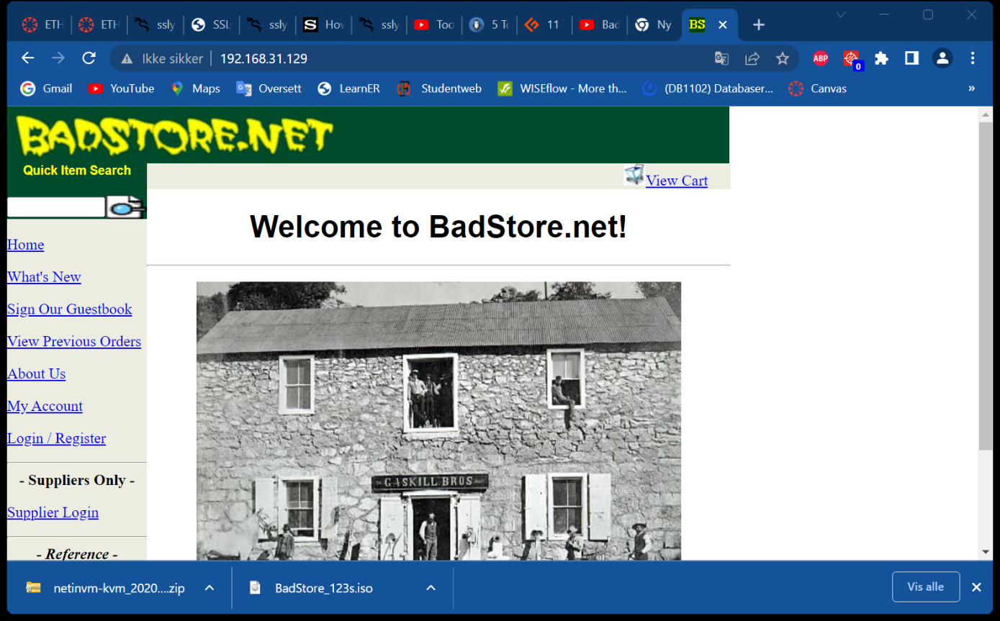 ETH ETH ssly SSL ssly Hov ssly Too 5 To 11 Bad Ny BS
Ikke sikker 192.168.31.129 ABP 0
Gmail YouTube Maps Oversett LearnER Studentweb WISEflow - More th... (DB1102) Databaser... Canvas »
BADSTORE.NET
Quick Item Search
View Cart
Welcome to BadStore.net!
Home
What's New
Sign Our Guestbook
View Previous Orders
About Us
My Account
Login / Register
- Suppliers Only -
Supplier Login
- Reference -
GASKILL BROS
netinvm-kvm_2020....zip BadStore_123s.iso Vis alle